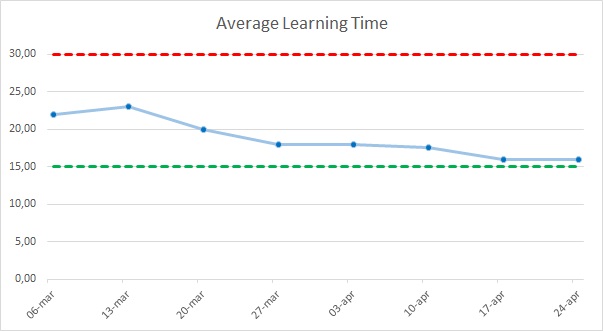 Average Learning Time
30,00
25,00
20,00
15,00
10,00
5,00
0,00
06-mar
13-mar
20-mar
27-mar
03-apr
10-apr
17-apr
24-apr